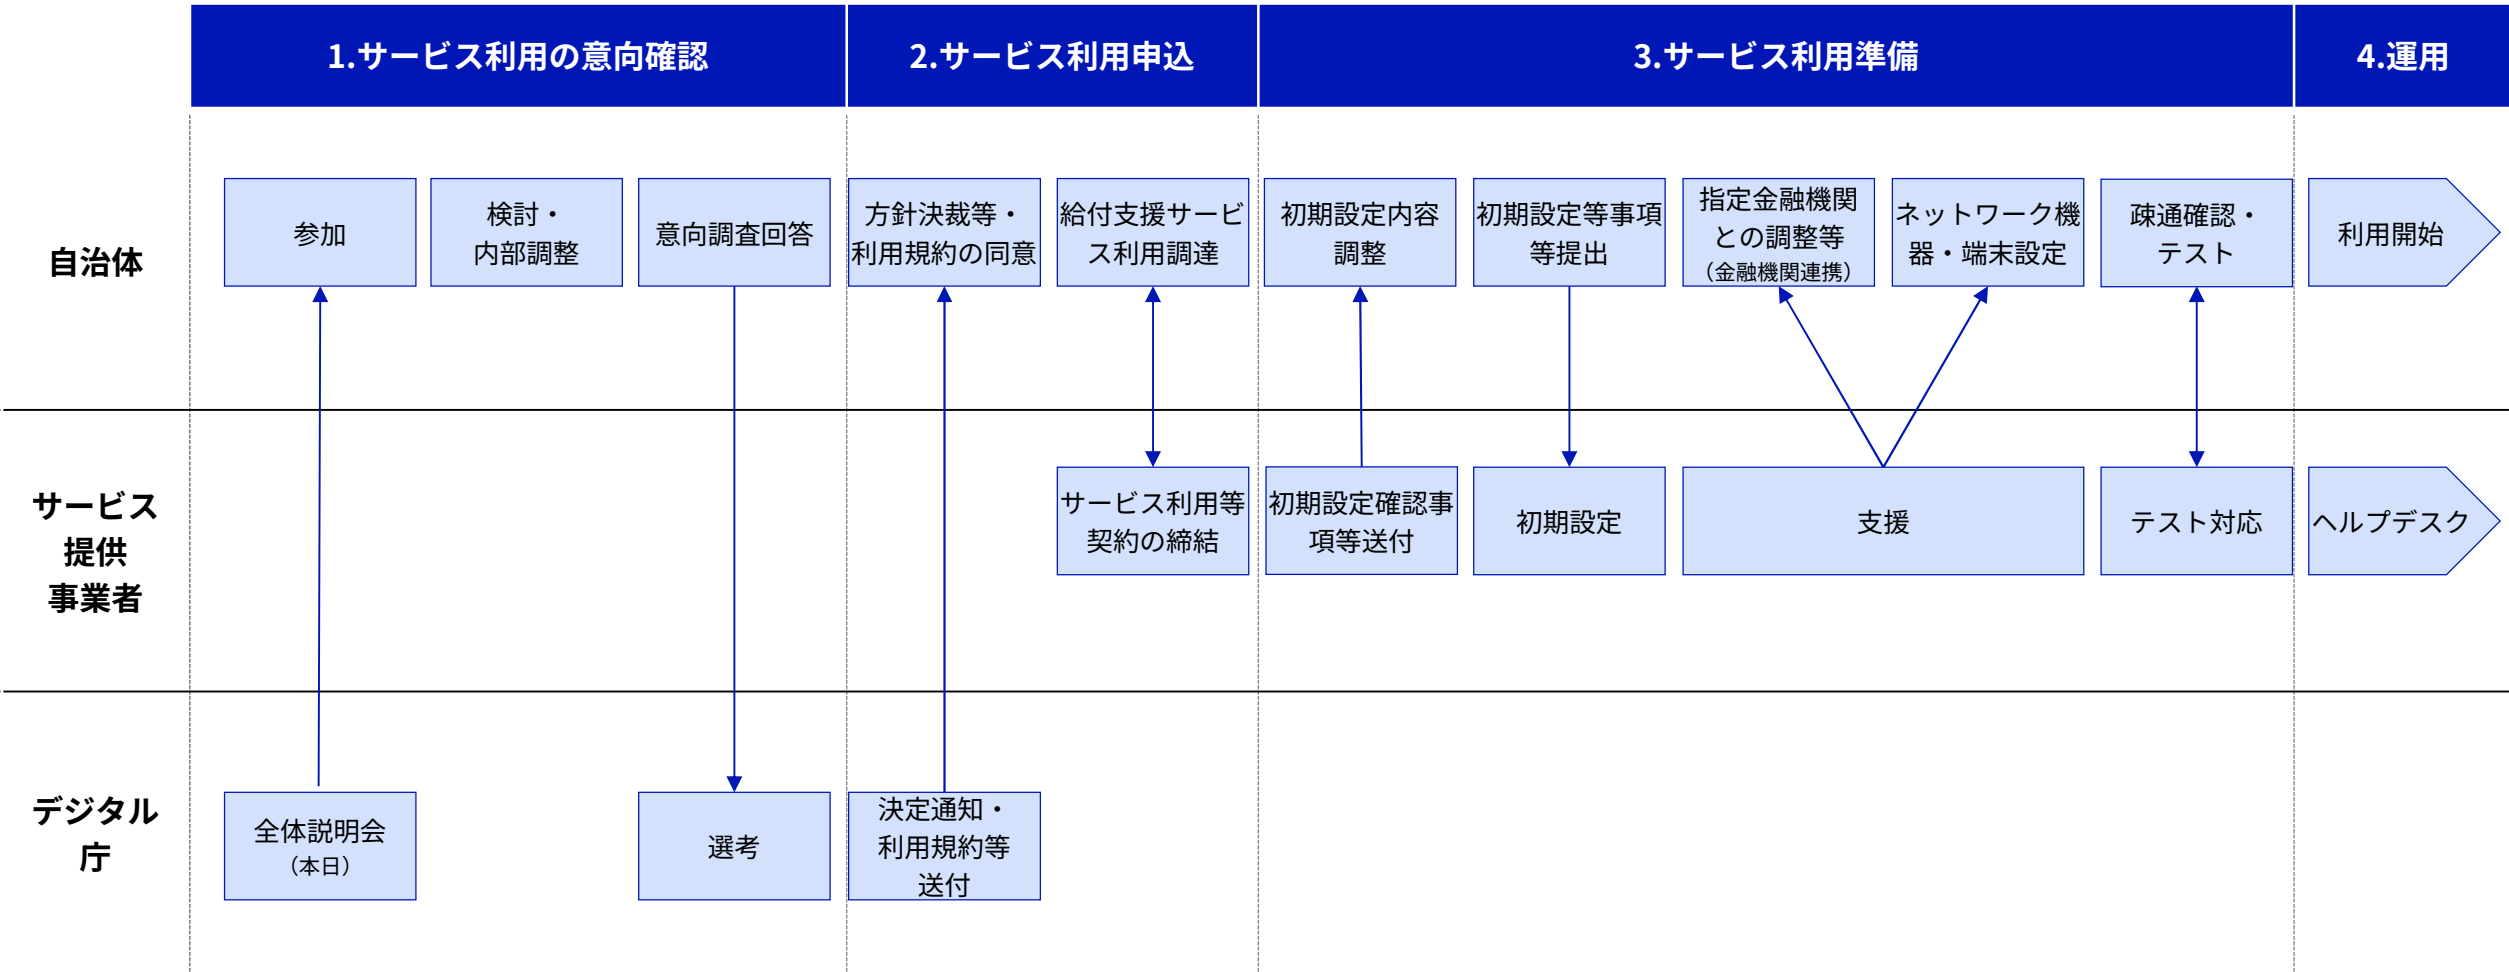 1.サービス利用の意向確認
2.サービス利用申込
3.サービス利用準備
4.運用
自治体
参加
検討・
内部調整
意向調査回答
方針決裁等・
利用規約の同意
給付支援サービ
ス利用調達
初期設定内容
調整
初期設定等事項
等提出
指定金融機関
との調整等
（金融機関連携）
ネットワーク機
器・端末設定
疎通確認・
テスト
利用開始
サービス
提供
事業者
サービス利用等
契約の締結
初期設定確認事
項等送付
初期設定
支援
テスト対応
ヘルプデスク
デジタル
庁
全体説明会
（本日）
選考
決定通知・
利用規約等
送付